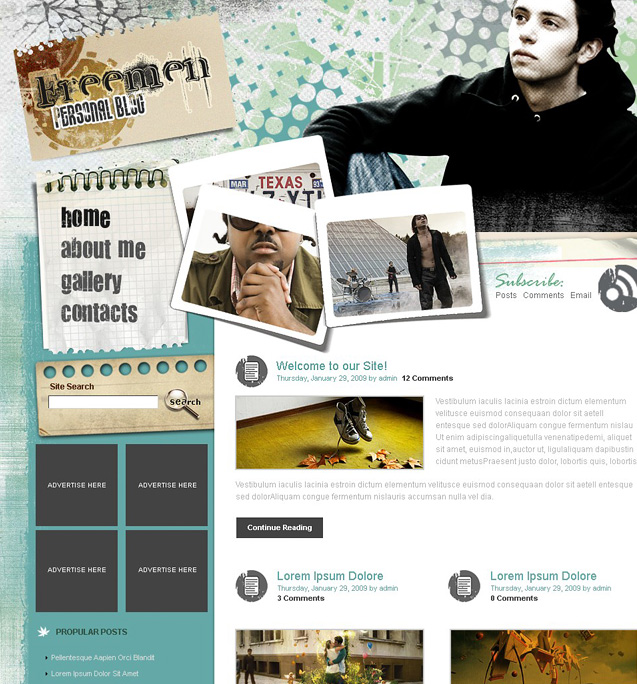 freemen
PERSONAL BLOG
home
about me
gallery
contacts
MAR TEXAS 93
Subscribe:
Posts Comments Email
Site Search
search
ADVERTISE HERE
ADVERTISE HERE
ADVERTISE HERE
ADVERTISE HERE
PROPULAR POSTS
Pellentesque Aapien Orci Blandit
Lorem Ipsum Dolor Sit Amet
Welcome to our Site!
Thursday, January 29, 2009 by admin 12 Comments
Vestibulum iaculis lacinia estroin dictum elementum
velitusce euismod consequaan dolor sit aetell
entesque sed dolorAliquam congue fermentum nislau
Ut enim adipiscingaliquetulla venenatipedemi, aliquet
sit amet, euismod in,auctor ut, ligulaliquam dapibustin
cidunt metusPraesent justo dolor, lobortis quis, lobortis
Vestibulum iaculis lacinia estroin dictum elementum velitusce euismod consequaan dolor sit aetell entesque
sed dolorAliquam congue fermentum nislauris accumsan nulla vel dia.
Continue Reading
Lorem Ipsum Dolore
Thursday, January 29, 2009 by admin
3 Comments
Lorem Ipsum Dolore
Thursday, January 29, 2009 by admin
0 Comments